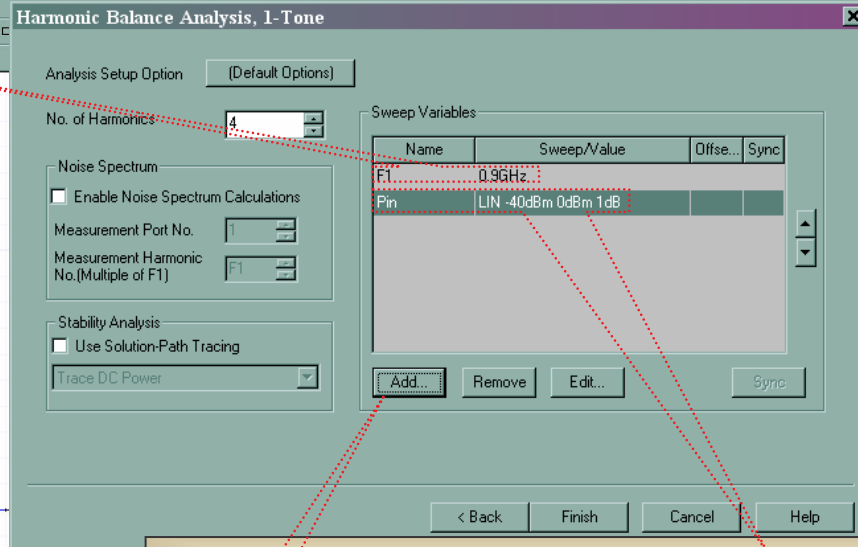 Harmonic Balance Analysis, 1-Tone
Analysis Setup Option (Default Options)
No. of Harmonics 4
Noise Spectrum
Enable Noise Spectrum Calculations
Measurement Port No. 1
Measurement Harmonic
No.(Multiple of F1) F1
Stability Analysis
Use Solution-Path Tracing
Trace DC Power
Sweep Variables
Name Sweep/Value Offse... Sync
F1 0.9GHz
Pin LIN -40dBm 0dBm 1dB
Add... Remove Edit... Sync
< Back Finish Cancel Help